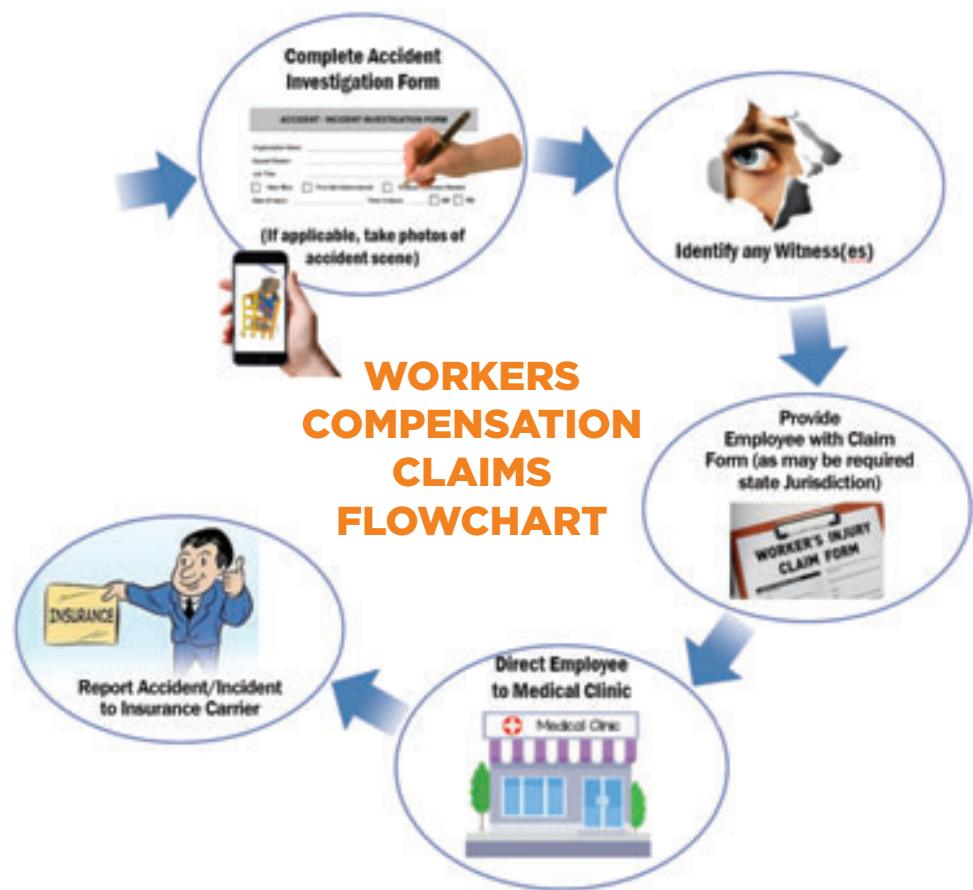 Complete Accident
Investigation Form
ACCIDENT - INCIDENT INVESTIGATION FORM
Job Title
(If applicable, take photos of
accident scene)
Identify any Witness(es)
WORKERS
COMPENSATION
CLAIMS
FLOWCHART
Provide
Employee with Claim
Form (as may be required
state Jurisdiction)
WORKER'S INJURY
CLAIM FORM
Direct Employee
to Medical Clinic
Medical Clinic
INSURANCE
Report Accident/Incident
to Insurance Carrier